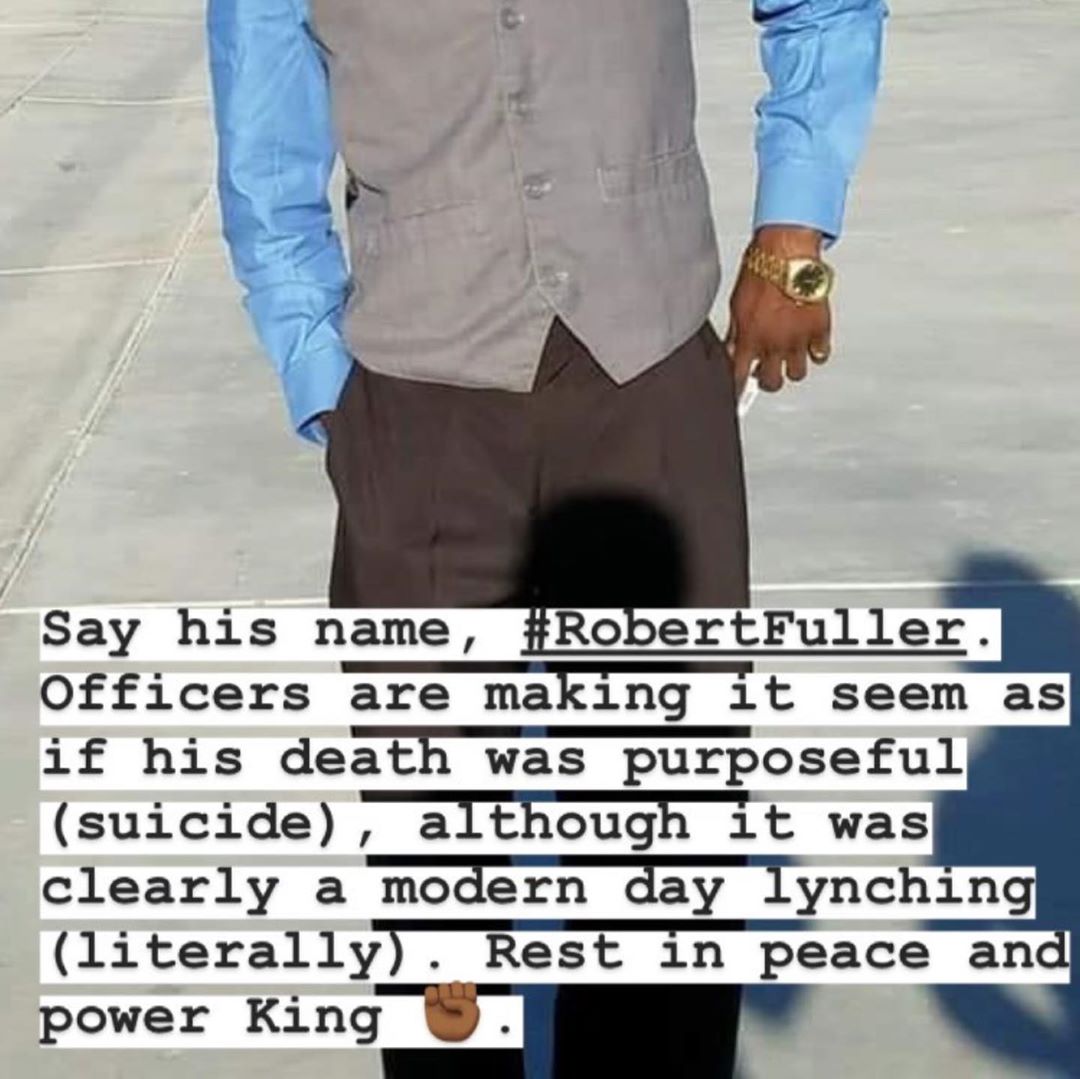 Say his name, #RobertFuller.
Officers are making it seem as
if his death was purposeful
(suicide), although it was
clearly a modern day lynching
(literally). Rest in peace and
power King ✊🏾.